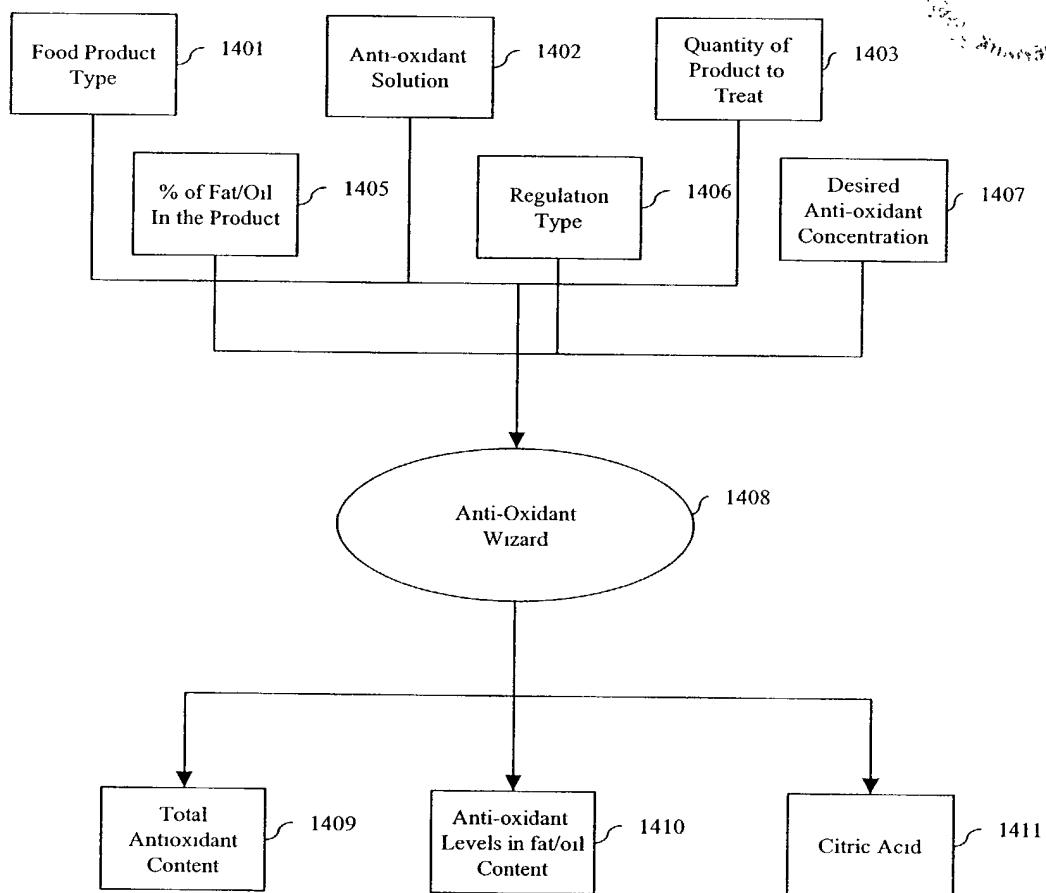 Food Product
Type
1401
Anti-oxidant
Solution
1402
Quantity of
Product to
Treat
1403
% of Fat/Oil
In the Product
1405
Regulation
Type
1406
Desired
Anti-oxidant
Concentration
1407
Anti-Oxidant
Wizard
1408
Total
Antioxidant
Content
1409
Anti-oxidant
Levels in fat/oil
Content
1410
Citric Acid
1411